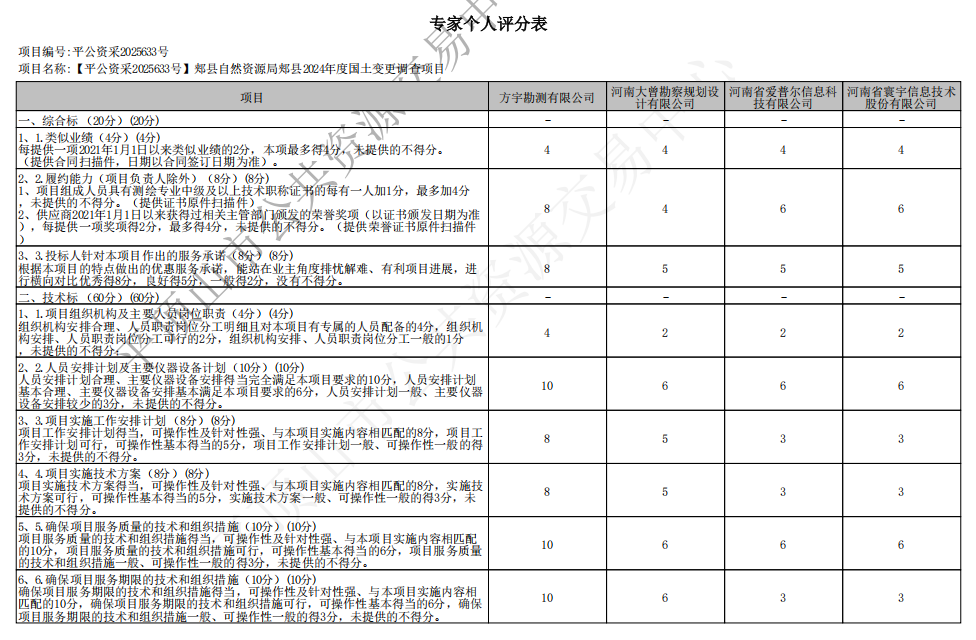 专家个人评分表
项目编号:平公资采2025633号
项目名称:【平公资采2025633号】郏县自然资源局郏县2024年度国土变更调查项目
项目 方宇勘测有限公司 河南大曾勘察规划设计有限公司 河南省爱普尔信息科技有限公司 河南省寰宇信息技术股份有限公司
一、综合标（20分）(20分) - - - -
1、1.类似业绩（4分）(4分)
每提供一项2021年1月1日以来类似业绩的2分，本项最多得4分，未提供的不得分。
（提供合同扫描件，日期以合同签订日期为准）。
4 4 4 4
2、2.履约能力（项目负责人除外）（8分）(8分)
1、项目组成人员具有测绘专业中级及以上技术职称证书的每有一人加1分，最多加4分
，未提供的不得分。（提供证书原件扫描件）
2、供应商2021年1月1日以来获得过相关主管部门颁发的荣誉奖项（以证书颁发日期为准
），每提供一项奖项得2分，最多得4分，未提供的不得分。（提供荣誉证书原件扫描件
）
8 4 6 6
3、3.投标人针对本项目作出的服务承诺（8分）(8分)
根据本项目的特点做出的优惠服务承诺，能站在业主角度排忧解难、有利项目进展，进
行横向对比优秀得8分，良好得5分，一般得2分，没有不得分。
8 5 5 5
二、技术标（60分）(60分) - - - -
1、1.项目组织机构及主要人员岗位职责（4分）(4分)
组织机构安排合理、人员职责岗位分工明细且对本项目有专属的人员配备的4分，组织机
构安排、人员职责岗位分工可行的2分，组织机构安排、人员职责岗位分工一般的1分
，未提供的不得分。
4 2 2 2
2、2.人员安排计划及主要仪器设备计划（10分）(10分)
人员安排计划合理、主要仪器设备安排得当完全满足本项目要求的10分，人员安排计划
基本合理、主要仪器设备安排基本满足本项目要求的6分，人员安排计划一般、主要仪器
设备安排较少的3分，未提供的不得分。
10 6 6 6
3、3.项目实施工作安排计划（8分）(8分)
项目工作安排计划得当，可操作性及针对性强、与本项目实施内容相匹配的8分，项目工
作安排计划可行，可操作性基本得当的5分，项目工作安排计划一般、可操作性一般的得
3分，未提供的不得分。
8 5 3 3
4、4.项目实施技术方案（8分）(8分)
项目实施技术方案得当，可操作性及针对性强、与本项目实施内容相匹配的8分，实施技
术方案可行，可操作性基本得当的5分，实施技术方案一般、可操作性一般的得3分，未
提供的不得分。
8 5 3 3
5、5.确保项目服务质量的技术和组织措施（10分）(10分)
项目服务质量的技术和组织措施得当，可操作性及针对性强、与本项目实施内容相匹配
的10分，项目服务质量的技术和组织措施可行，可操作性基本得当的6分，项目服务质量
的技术和组织措施一般、可操作性一般的得3分，未提供的不得分。
10 6 6 6
6、6.确保项目服务期限的技术和组织措施（10分）(10分)
确保项目服务期限的技术和组织措施得当，可操作性及针对性强、与本项目实施内容相
匹配的10分，确保项目服务期限的技术和组织措施可行，可操作性基本得当的6分，确保
项目服务期限的技术和组织措施一般、可操作性一般的得3分，未提供的不得分。
10 6 3 3
平顶山市公共资源交易中心